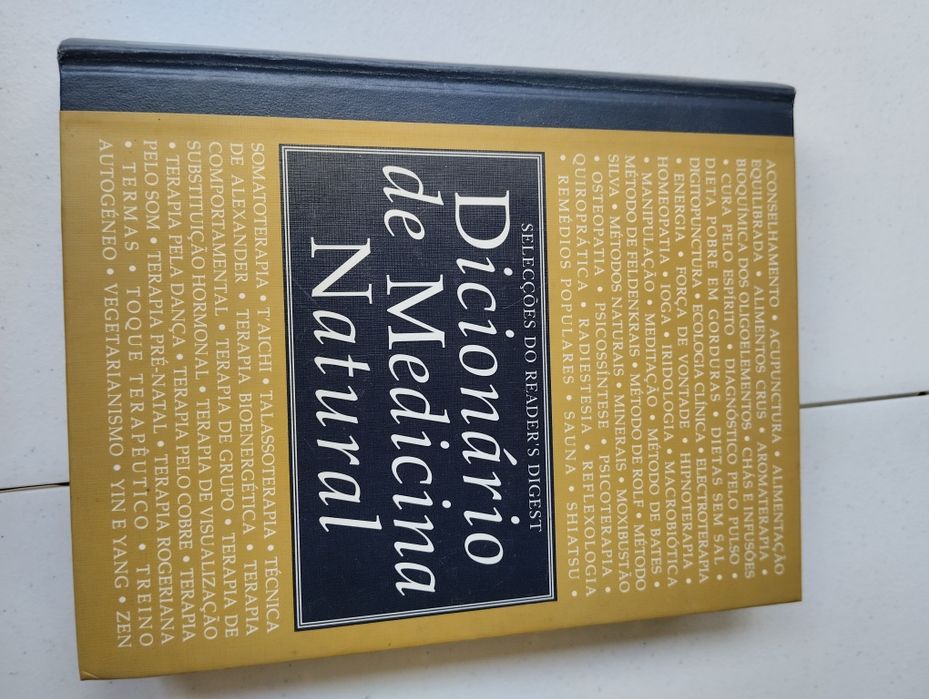 ACONSELHAMENTO • ACUPUNCTURA • ALIMENTAÇÃO
EQUILIBRADA • ALIMENTOS CRUS • AROMATERAPIA •
BIOQUÍMICA DOS OLIGOELEMENTOS • CHÁS E INFUSÕES
• CURA PELO ESPÍRITO • DIAGNÓSTICO PELO PULSO •
DIETA POBRE EM GORDURAS • DIETAS SEM SAL •
DIGITOPUNCTURA • ECOLOGIA CLÍNICA • ELECTROTERAPIA
• ENERGIA • FORÇA DE VONTADE • HIPNOTERAPIA •
HOMEOPATIA • IOGA • IRIDOLOGIA • MACROBIÓTICA
• MANIPULAÇÃO • MEDITAÇÃO • MÉTODO DE BATES •
MÉTODO DE FELDENKRAIS • MÉTODO DE ROLF • MÉTODO
SILVA • MÉTODOS NATURAIS • MINERAIS • MOXIBUSTÃO
• OSTEOPATIA • PSICOSSÍNTESE • PSICOTERAPIA •
QUIROPRÁTICA • RADIESTESIA • REFLEXOLOGIA
• REMÉDIOS POPULARES • SAUNA • SHIATSU •
SELECÇÕES DO READER'S DIGEST
Dicionário
de Medicina
Natural
SOMATOTERAPIA • T'AICHI • TALASSOTERAPIA • TÉCNICA
DE ALEXANDER • TERAPIA BIOENERGÉTICA • TERAPIA
COMPORTAMENTAL • TERAPIA DE GRUPO • TERAPIA DE
SUBSTITUIÇÃO HORMONAL • TERAPIA DE VISUALIZAÇÃO
• TERAPIA PELA DANÇA • TERAPIA PELO COBRE • TERAPIA
PELO SOM • TERAPIA PRÉ-NATAL • TERAPIA ROGERIANA
• TERMAS • TOQUE TERAPÊUTICO • TREINO
AUTOGÉNEO • VEGETARIANISMO • YIN E YANG • ZEN